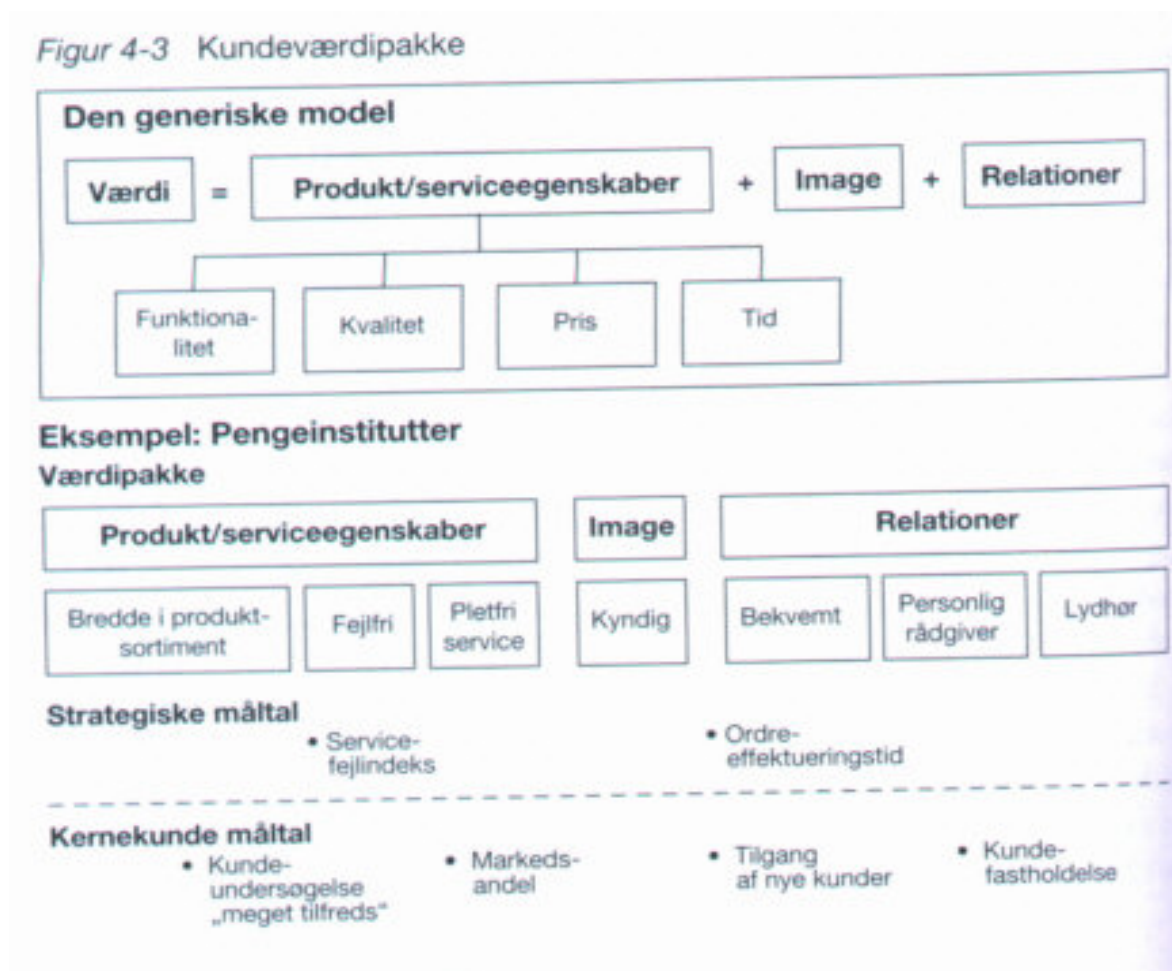 Figur 4-3 Kundeværdipakke
Den generiske model
Værdi = Produkt/serviceegenskaber + Image + Relationer
Funktiona-
litet
Kvalitet
Pris
Tid
Eksempel: Pengeinstitutter
Værdipakke
Produkt/serviceegenskaber
Image
Relationer
Bredde i produkt-
sortiment
Fejlfri
Pletfri
service
Kyndig
Bekvemt
Personlig
rådgiver
Lydhør
Strategiske måltal
• Service-
fejlindeks
• Ordre-
effektueringstid
Kernekunde måltal
• Kunde-
undersøgelse
„meget tilfreds“
• Markeds-
andel
• Tilgang
af nye kunder
• Kunde-
fastholdelse